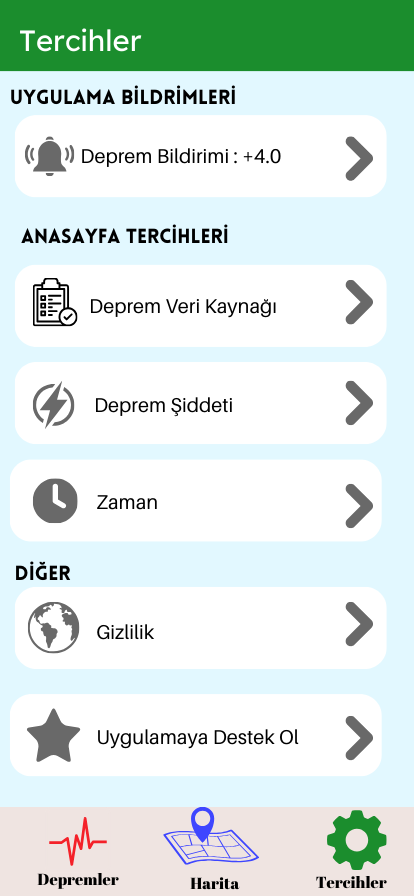 Tercihler
UYGULAMA BİLDRİMLERİ
Deprem Bildirimi : +4.0
ANASAYFA TERCİHLERİ
Deprem Veri Kaynağı
Deprem Şiddeti
Zaman
DİĞER
Gizlilik
Uygulamaya Destek Ol
Depremler
Harita
Tercihler